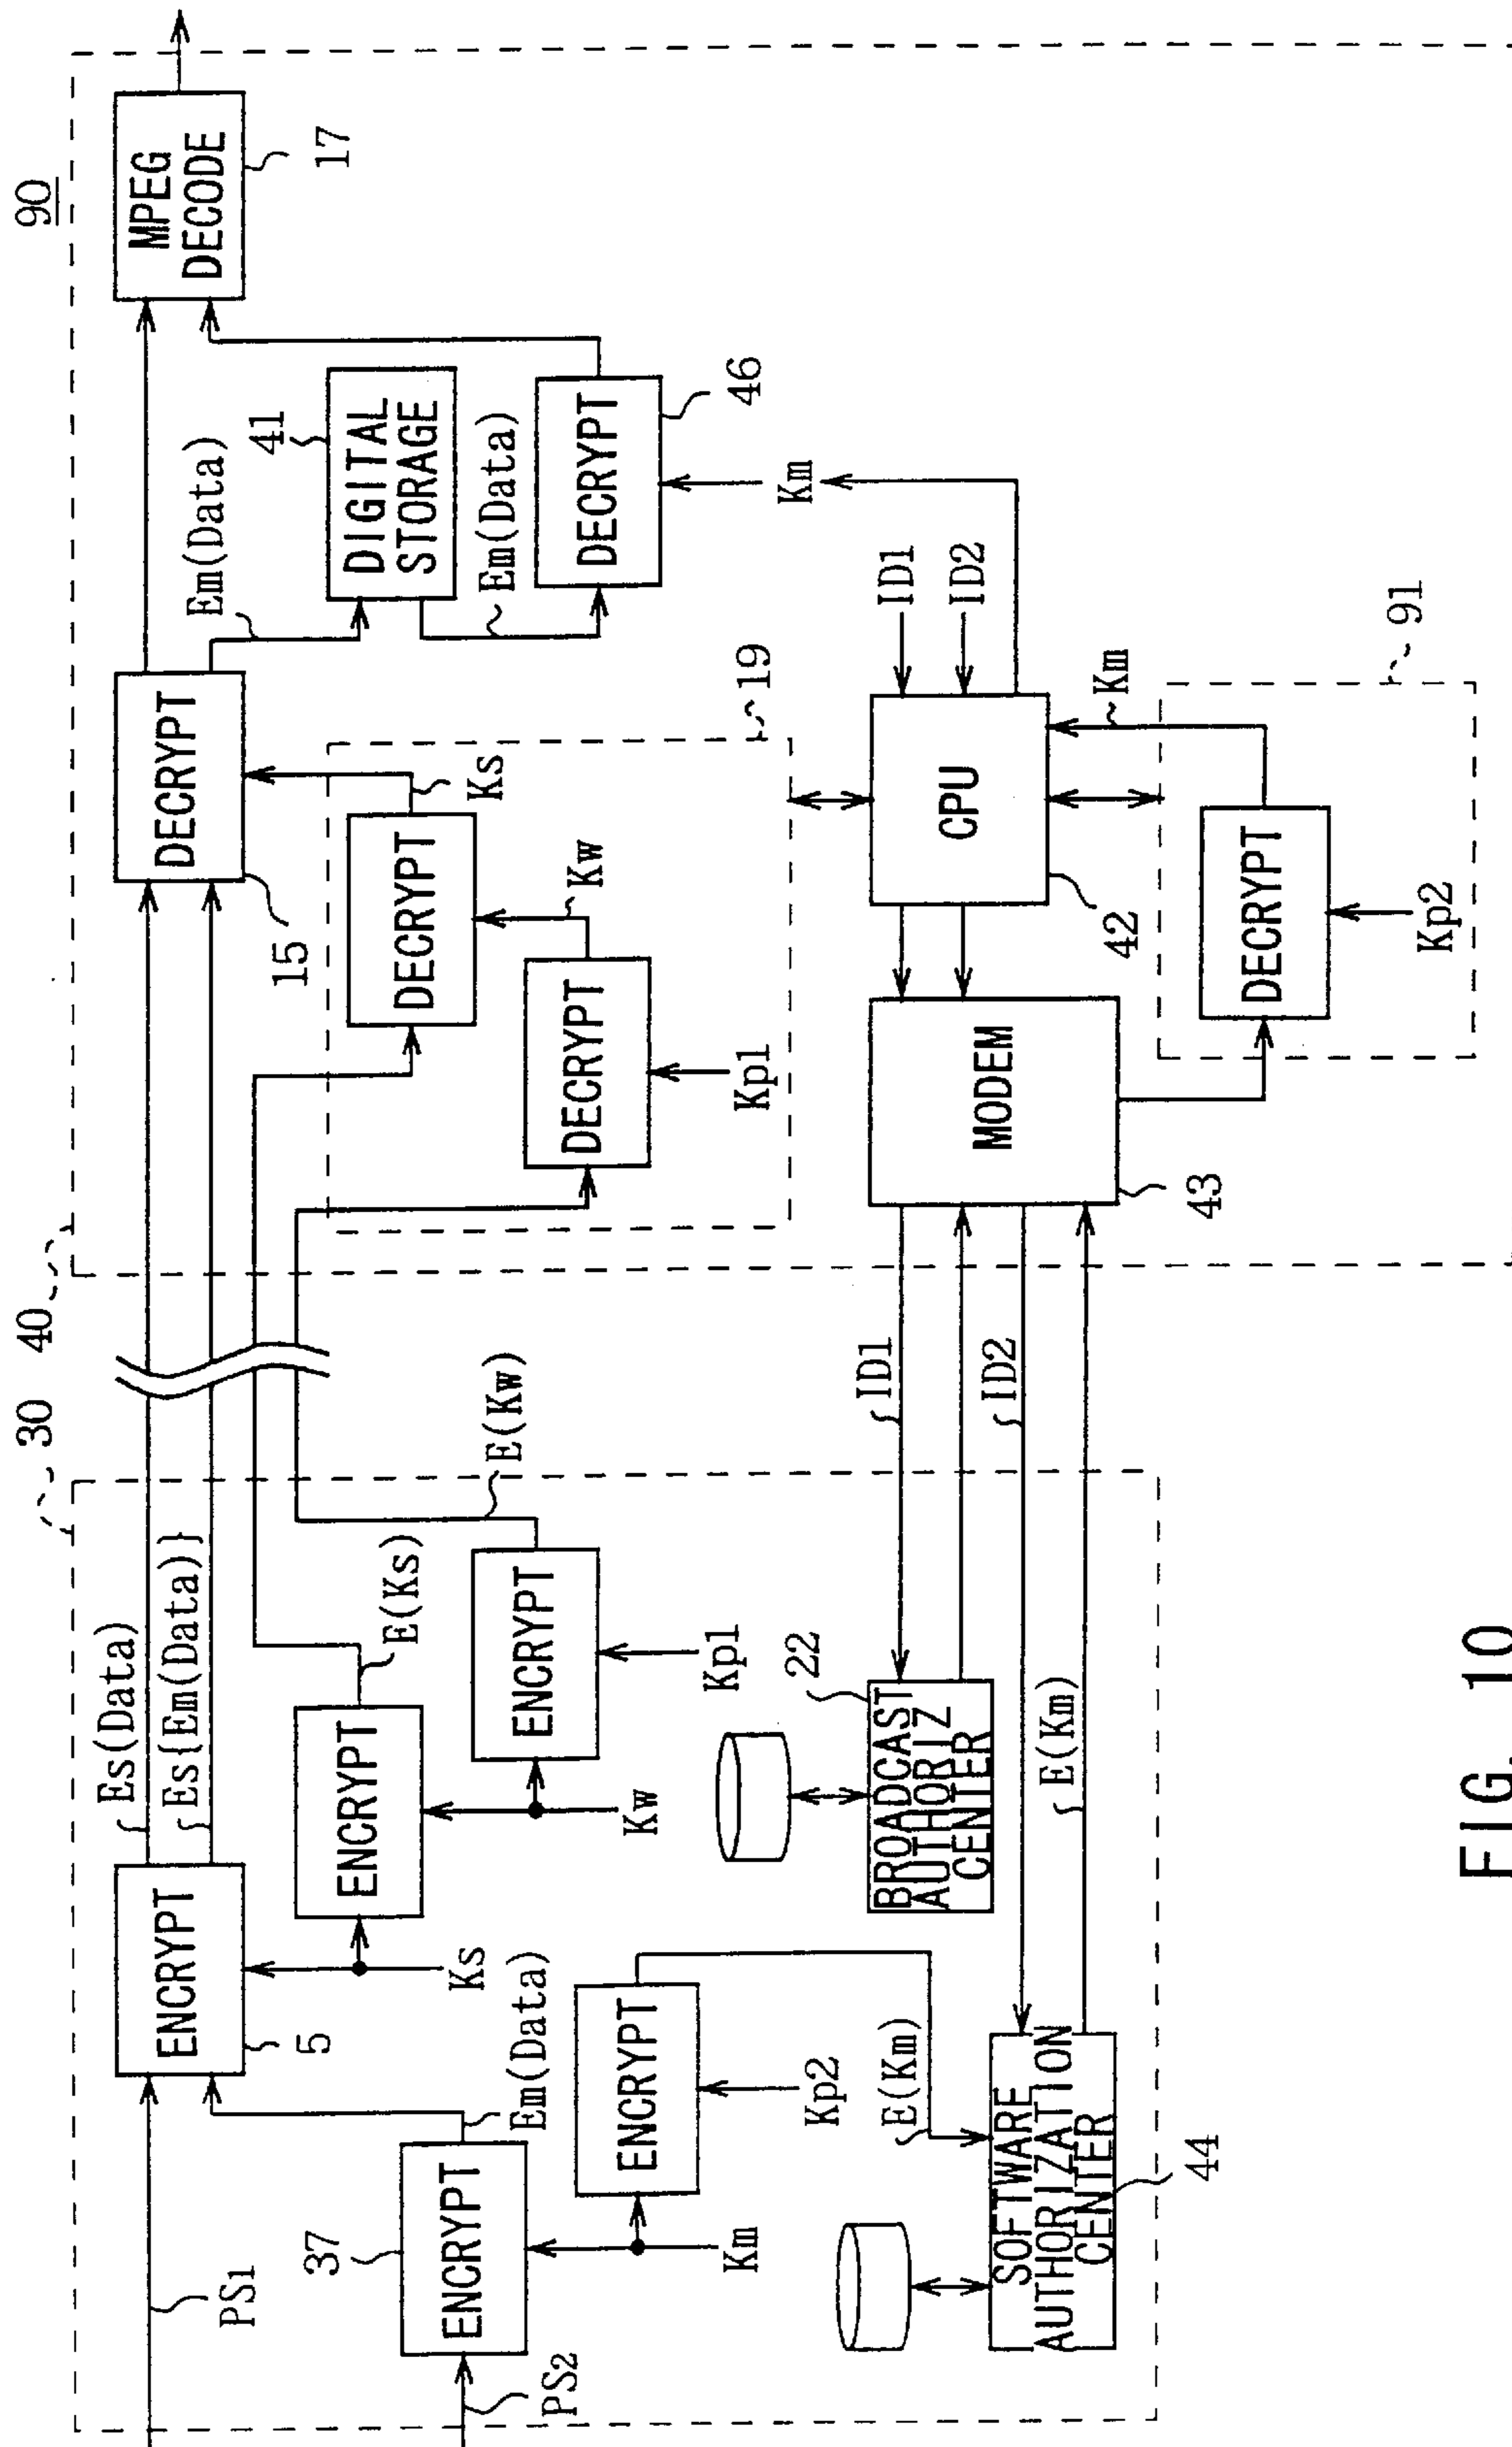 90
30
40
PS1
PS2
ENCRYPT
5
Es(Data)
Es{Em(Data)}
DECRYPT
15
MPEG
DECODE
17
ENCRYPT
37
Em(Data)
Km
ENCRYPT
Kp2
E(Km)
Ks
ENCRYPT
E(Ks)
Kw
ENCRYPT
Kp1
E(Kw)
DECRYPT
Ks
DECRYPT
Kw
Kp1
19
Em(Data)
41
DIGITAL
STORAGE
Em(Data)
DECRYPT
46
Km
BROADCAST
AUTHORIZ
CENTER
22
SOFTWARE
AUTHORIZATION
CENTER
44
ID1
ID2
E(Km)
MODEM
43
CPU
42
ID1
ID2
Km
DECRYPT
Kp2
91
FIG. 10